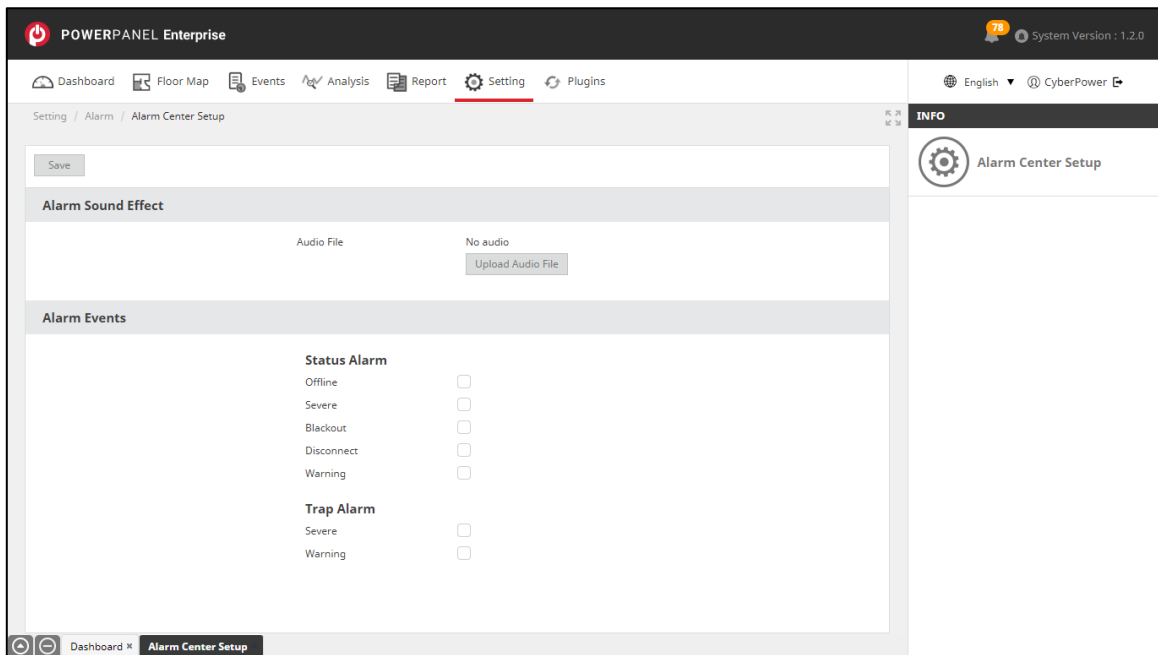 POWERPANEL Enterprise
78
System Version : 1.2.0
Dashboard Floor Map Events Analysis Report Setting Plugins
English ▼ CyberPower
Setting / Alarm / Alarm Center Setup
INFO
Alarm Center Setup
Save
Alarm Sound Effect
Audio File No audio
Upload Audio File
Alarm Events
Status Alarm
Offline
Severe
Blackout
Disconnect
Warning
Trap Alarm
Severe
Warning
Dashboard × Alarm Center Setup